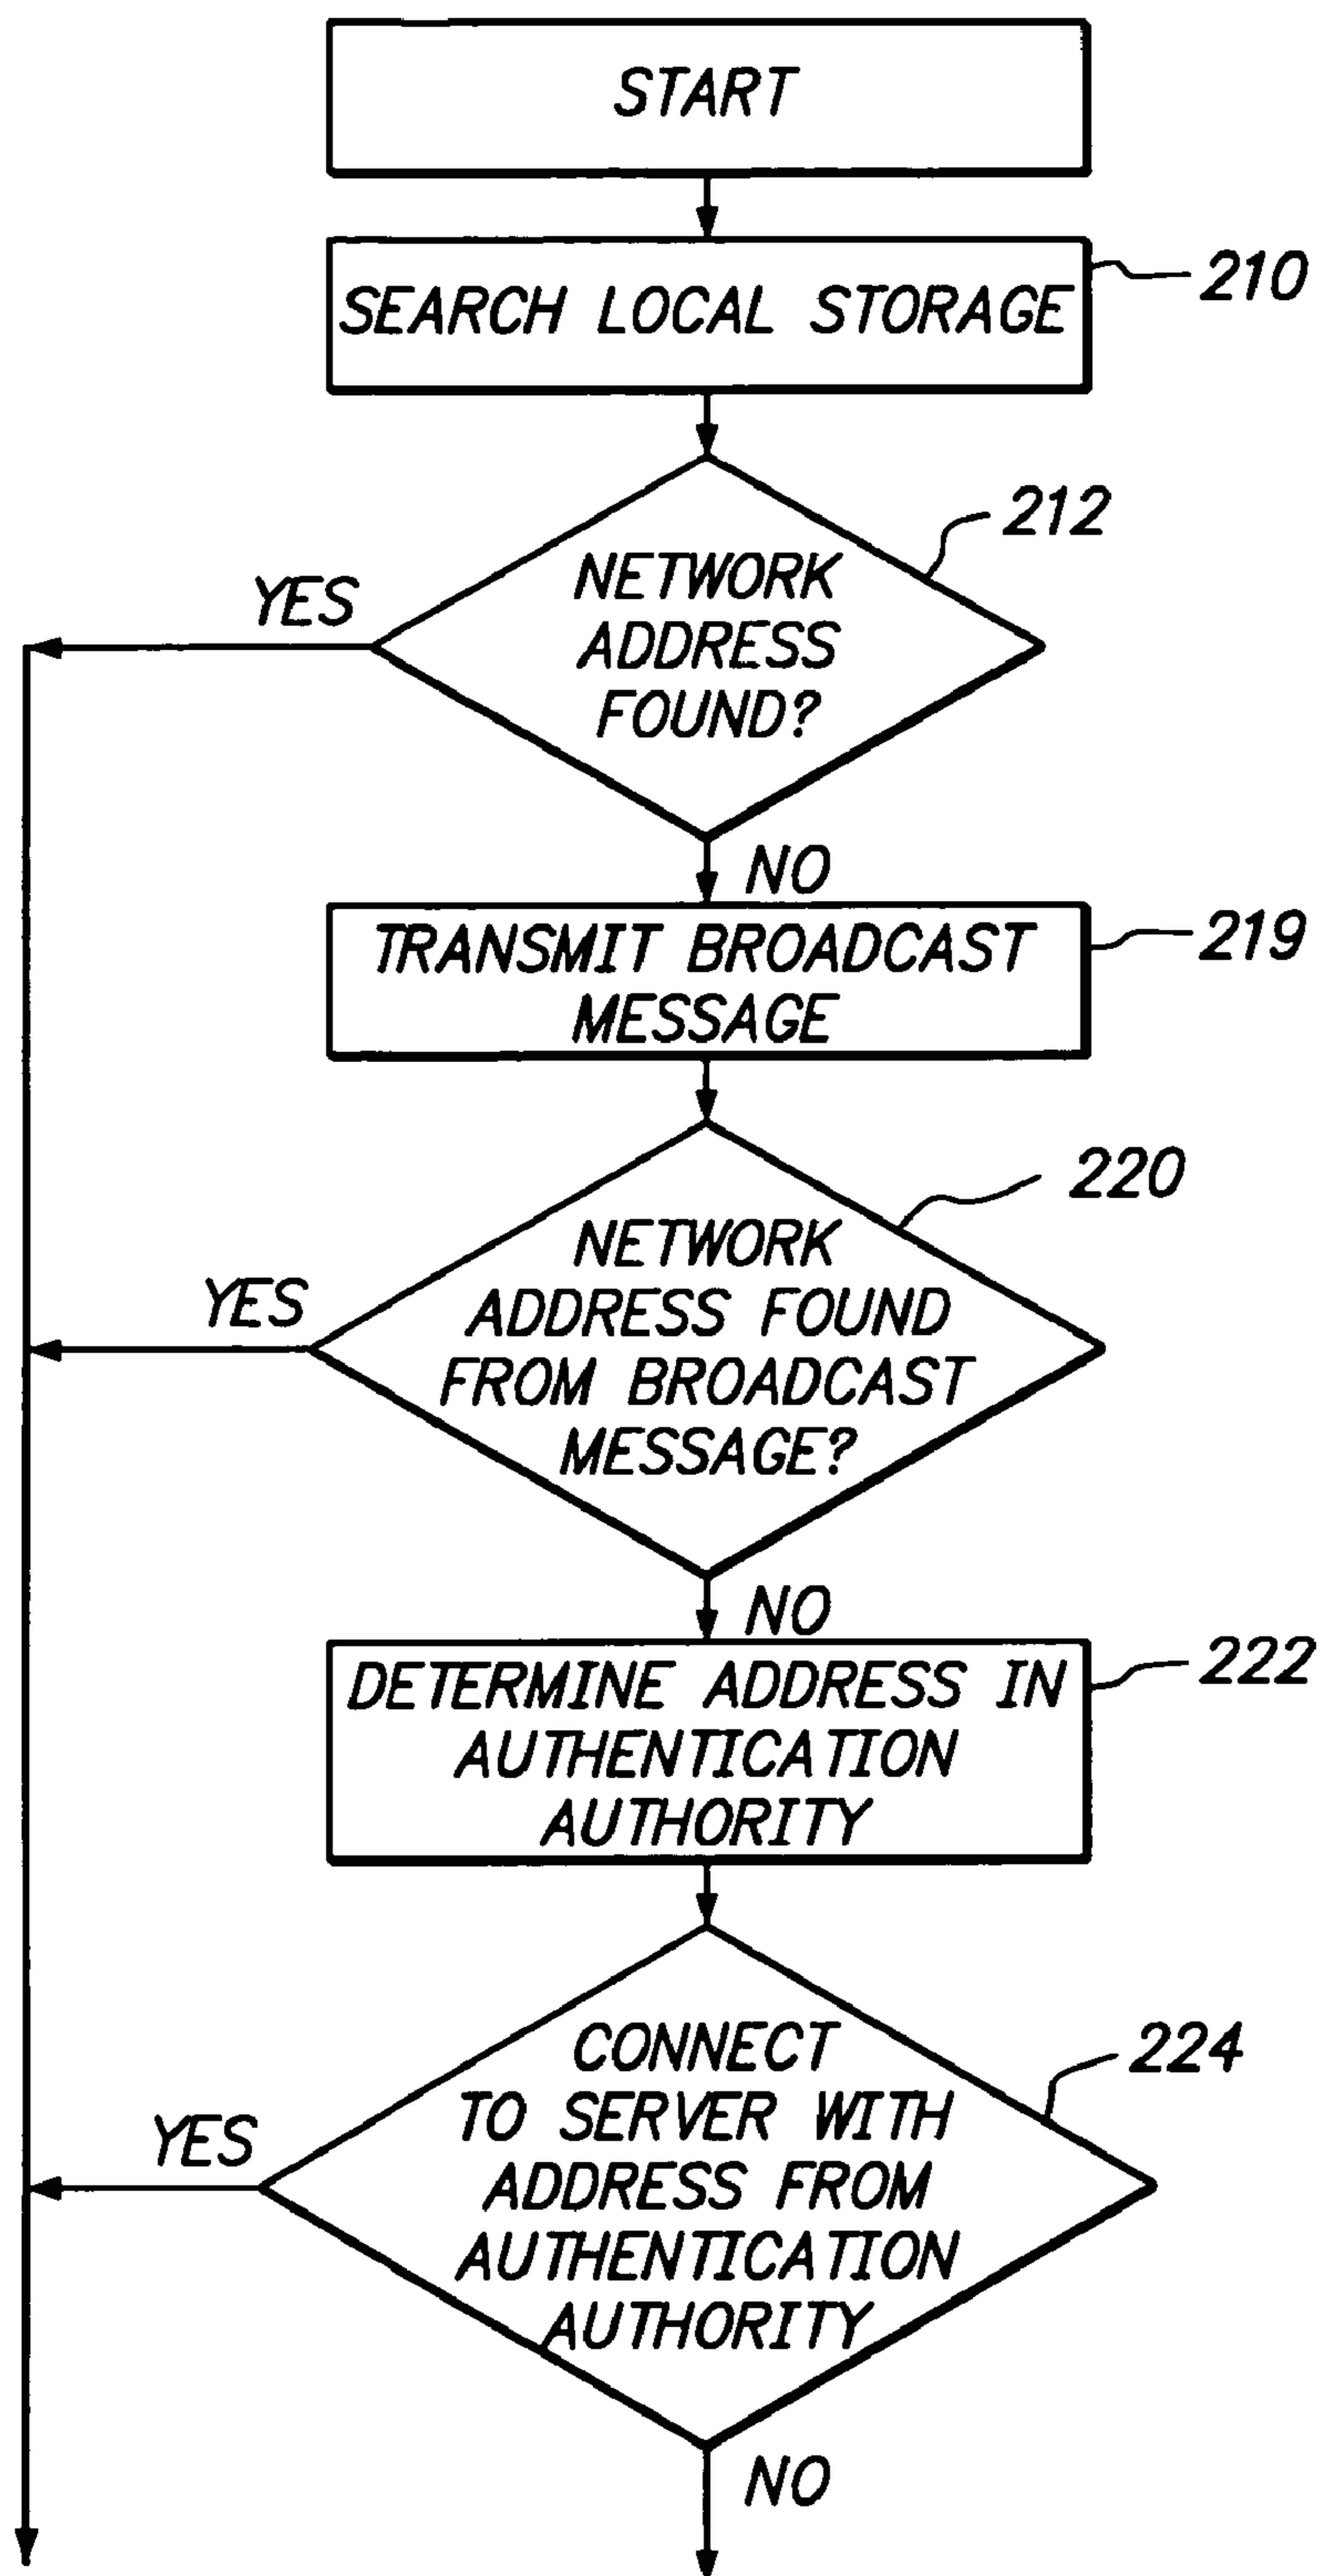 START
SEARCH LOCAL STORAGE
210
212
NETWORK
ADDRESS
FOUND?
YES
NO
TRANSMIT BROADCAST
MESSAGE
219
220
NETWORK
ADDRESS FOUND
FROM BROADCAST
MESSAGE?
YES
NO
DETERMINE ADDRESS IN
AUTHENTICATION
AUTHORITY
222
224
CONNECT
TO SERVER WITH
ADDRESS FROM
AUTHENTICATION
AUTHORITY
YES
NO